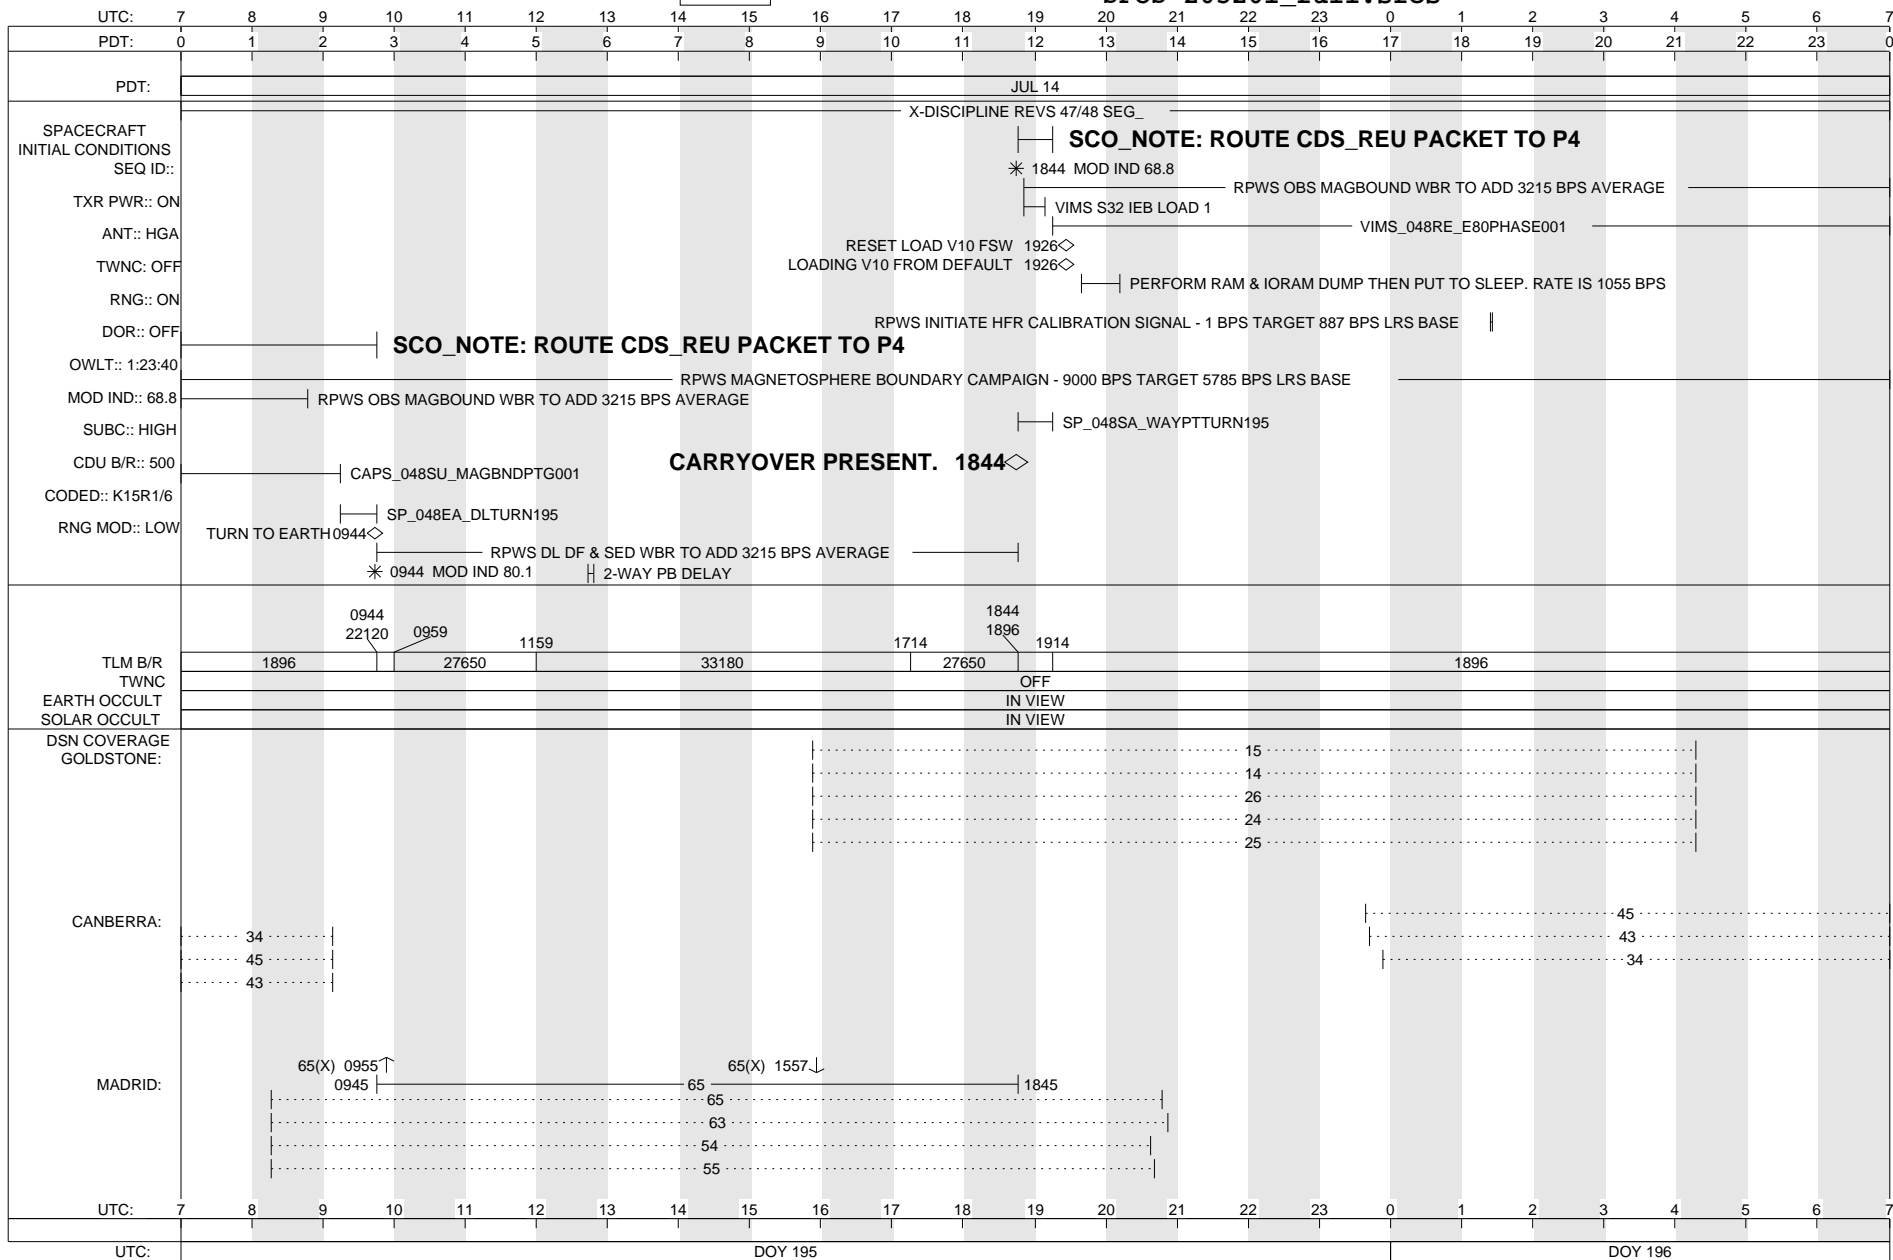 UTC: 7 8 9 10 11 12 13 14 15 16 17 18 19 20 21 22 23 0 1 2 3 4 5 6 7
PDT: 0 1 2 3 4 5 6 7 8 9 10 11 12 13 14 15 16 17 18 19 20 21 22 23 0
PDT: JUL 14
X-DISCIPLINE REVS 47/48 SEG_
SPACECRAFT
INITIAL CONDITIONS
SCO_NOTE: ROUTE CDS_REU PACKET TO P4
SEQ ID::
1844 MOD IND 68.8
RPWS OBS MAGBOUND WBR TO ADD 3215 BPS AVERAGE
TXR PWR:: ON
VIMS S32 IEB LOAD 1
ANT:: HGA
VIMS_048RE_E80PHASE001
RESET LOAD V10 FSW 1926
TWNC: OFF
LOADING V10 FROM DEFAULT 1926
PERFORM RAM & IORAM DUMP THEN PUT TO SLEEP. RATE IS 1055 BPS
RNG:: ON
RPWS INITIATE HFR CALIBRATION SIGNAL - 1 BPS TARGET 887 BPS LRS BASE
DOR:: OFF
SCO_NOTE: ROUTE CDS_REU PACKET TO P4
OWLT:: 1:23:40
RPWS MAGNETOSPHERE BOUNDARY CAMPAIGN - 9000 BPS TARGET 5785 BPS LRS BASE
MOD IND:: 68.8
RPWS OBS MAGBOUND WBR TO ADD 3215 BPS AVERAGE
SP_048SA_WAYPTTURN195
SUBC:: HIGH
CDU B/R:: 500
CARRYOVER PRESENT. 1844
CAPS_048SU_MAGBNDPTG001
CODED:: K15R1/6
SP_048EA_DLTURN195
RNG MOD:: LOW
TURN TO EARTH 0944
RPWS DL DF & SED WBR TO ADD 3215 BPS AVERAGE
0944 MOD IND 80.1
2-WAY PB DELAY
0944 1844
22120 0959 1159 1714 1896 1914
TLM B/R 1896 27650 33180 27650 1896
TWNC OFF
EARTH OCCULT IN VIEW
SOLAR OCCULT IN VIEW
DSN COVERAGE
GOLDSTONE:
15
14
26
24
25
CANBERRA:
45
34 43
45 34
43
65(X) 0955 65(X) 1557
MADRID: 0945 65 1845
65
63
54
55
UTC: 7 8 9 10 11 12 13 14 15 16 17 18 19 20 21 22 23 0 1 2 3 4 5 6 7
UTC: DOY 195 DOY 196